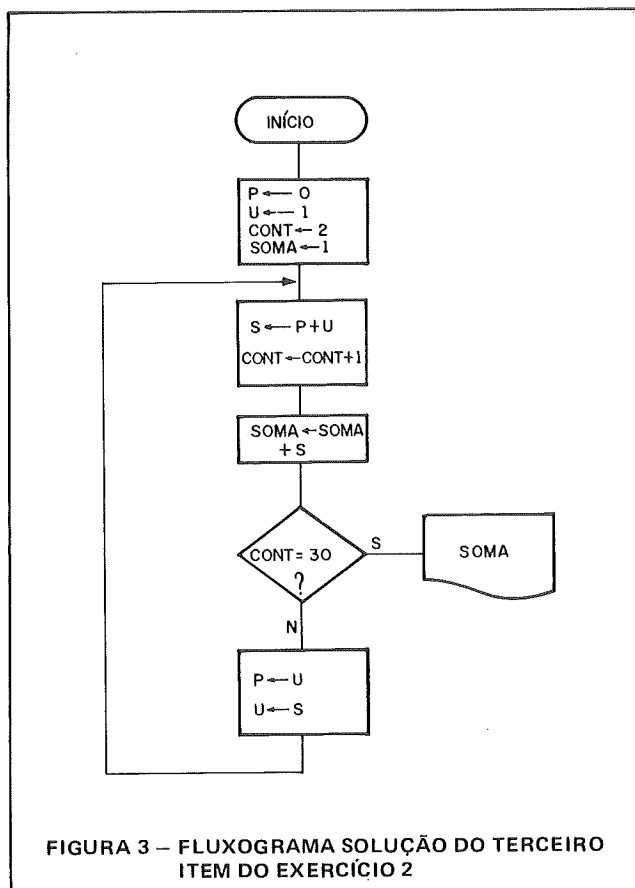 INÍCIO
P ← 0
U ← 1
CONT ← 2
SOMA ← 1
S ← P+U
CONT ← CONT+1
SOMA ← SOMA
+ S
CONT = 30
?
S
SOMA
N
P ← U
U ← S
FIGURA 3 – FLUXOGRAMA SOLUÇÃO DO TERCEIRO
ITEM DO EXERCÍCIO 2